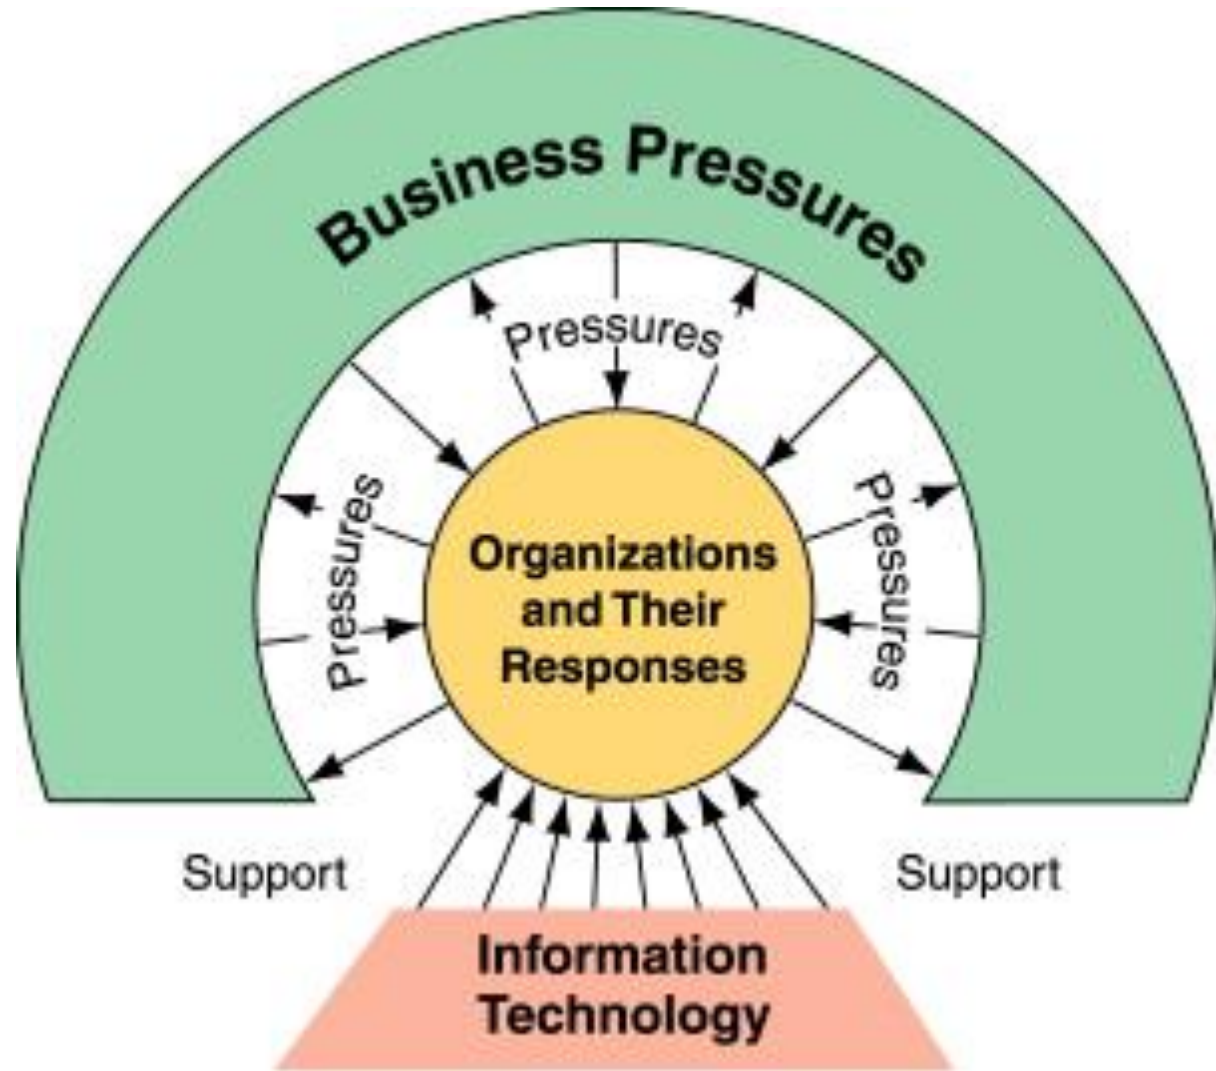 Business Pressures
Pressures
Pressures
Pressures
Organizations
and Their
Responses
Support
Support
Information
Technology